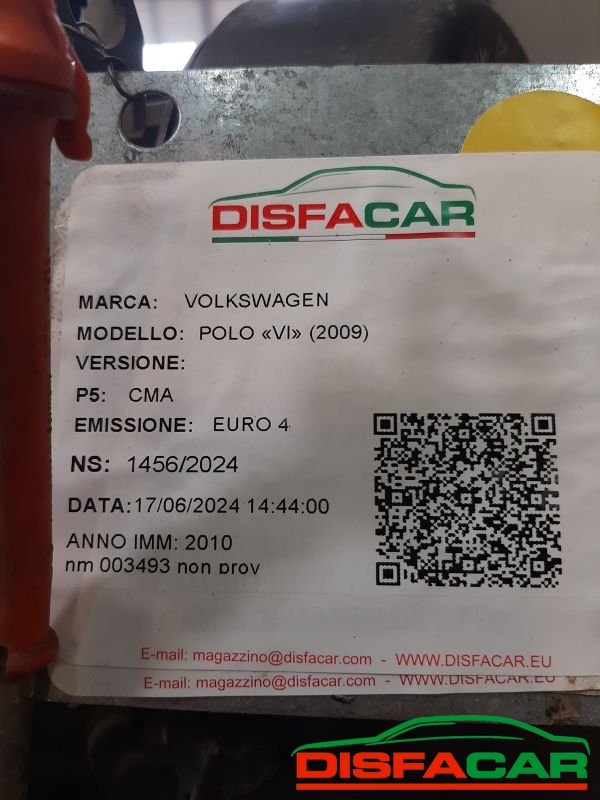 DISFACAR
MARCA: VOLKSWAGEN
MODELLO: POLO «VI» (2009)
VERSIONE:
P5: CMA
EMISSIONE: EURO 4
NS: 1456/2024
DATA:17/06/2024 14:44:00
ANNO IMM: 2010
nm 003493 non prov
E-mail: magazzino@disfacar.com - WWW.DISFACAR.EU
E-mail: magazzino@disfacar.com - WWW.DISFACAR.EU
DISFACAR